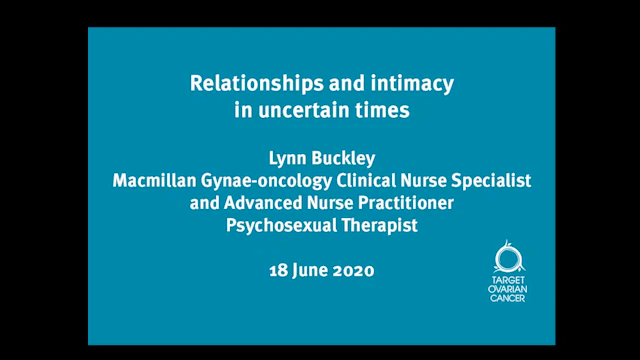 Relationships and intimacy
in uncertain times
Lynn Buckley
Macmillan Gynae-oncology Clinical Nurse Specialist
and Advanced Nurse Practitioner
Psychosexual Therapist
18 June 2020
TARGET
OVARIAN
CANCER